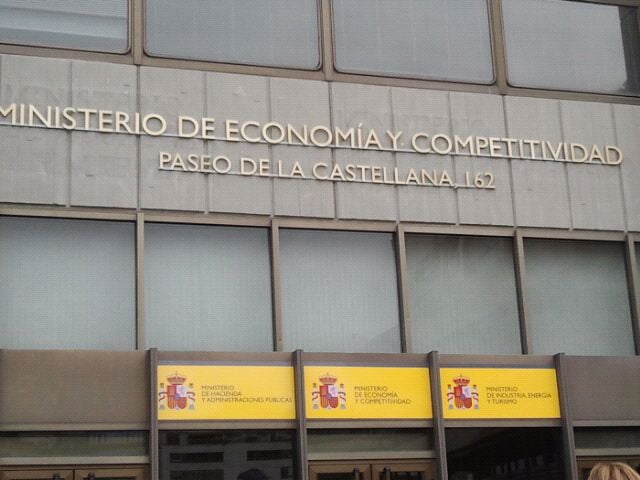 MINISTERIO DE ECONOMÍA Y COMPETITIVIDAD
PASEO DE LA CASTELLANA, 162
MINISTERIO
DE HACIENDA
Y ADMINISTRACIONES PÚBLICAS
MINISTERIO
DE ECONOMÍA
Y COMPETITIVIDAD
MINISTERIO
DE INDUSTRIA, ENERGÍA
Y TURISMO